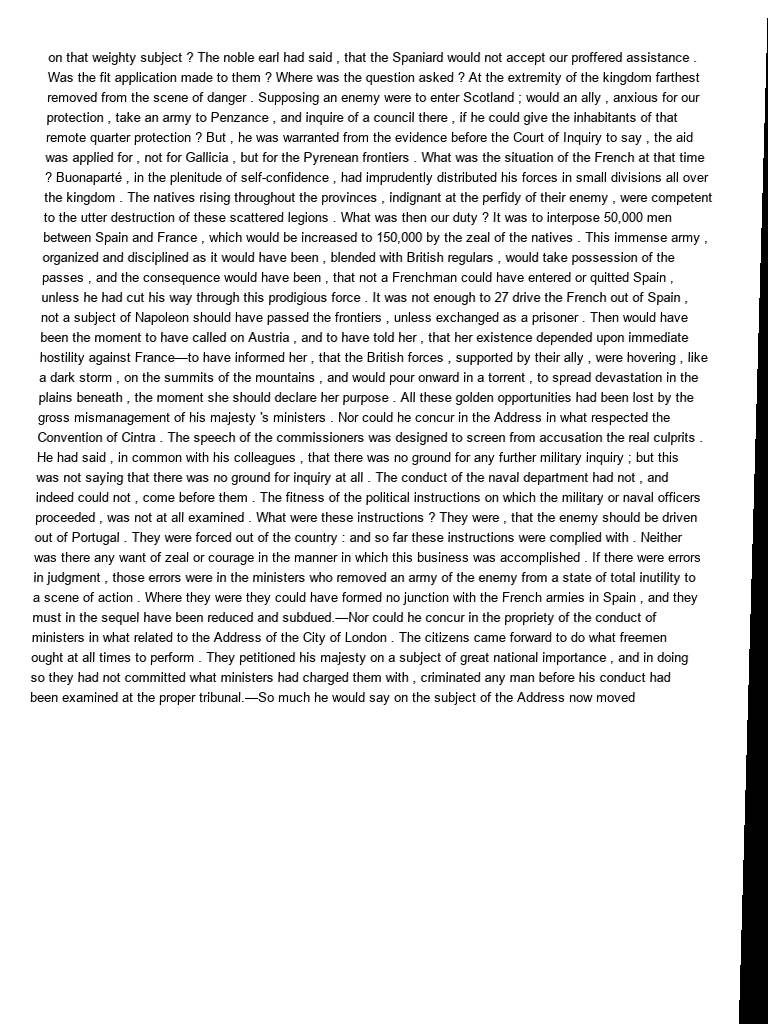 on that weighty subject ? The noble earl had said , that the Spaniard would not accept our proffered assistance .
Was the fit application made to them ? Where was the question asked ? At the extremity of the kingdom farthest
removed from the scene of danger . Supposing an enemy were to enter Scotland ; would an ally , anxious for our
protection , take an army to Penzance , and inquire of a council there , if he could give the inhabitants of that
remote quarter protection ? But , he was warranted from the evidence before the Court of Inquiry to say , the aid
was applied for , not for Gallicia , but for the Pyrenean frontiers . What was the situation of the French at that time
? Buonaparté , in the plenitude of self-confidence , had imprudently distributed his forces in small divisions all over
the kingdom . The natives rising throughout the provinces , indignant at the perfidy of their enemy , were competent
to the utter destruction of these scattered legions . What was then our duty ? It was to interpose 50,000 men
between Spain and France , which would be increased to 150,000 by the zeal of the natives . This immense army ,
organized and disciplined as it would have been , blended with British regulars , would take possession of the
passes , and the consequence would have been , that not a Frenchman could have entered or quitted Spain ,
unless he had cut his way through this prodigious force . It was not enough to 27 drive the French out of Spain ,
not a subject of Napoleon should have passed the frontiers , unless exchanged as a prisoner . Then would have
been the moment to have called on Austria , and to have told her , that her existence depended upon immediate
hostility against France—to have informed her , that the British forces , supported by their ally , were hovering , like
a dark storm , on the summits of the mountains , and would pour onward in a torrent , to spread devastation in the
plains beneath , the moment she should declare her purpose . All these golden opportunities had been lost by the
gross mismanagement of his majesty 's ministers . Nor could he concur in the Address in what respected the
Convention of Cintra . The speech of the commissioners was designed to screen from accusation the real culprits .
He had said , in common with his colleagues , that there was no ground for any further military inquiry ; but this
was not saying that there was no ground for inquiry at all . The conduct of the naval department had not , and
indeed could not , come before them . The fitness of the political instructions on which the military or naval officers
proceeded , was not at all examined . What were these instructions ? They were , that the enemy should be driven
out of Portugal . They were forced out of the country : and so far these instructions were complied with . Neither
was there any want of zeal or courage in the manner in which this business was accomplished . If there were errors
in judgment , those errors were in the ministers who removed an army of the enemy from a state of total inutility to
a scene of action . Where they were they could have formed no junction with the French armies in Spain , and they
must in the sequel have been reduced and subdued.—Nor could he concur in the propriety of the conduct of
ministers in what related to the Address of the City of London . The citizens came forward to do what freemen
ought at all times to perform . They petitioned his majesty on a subject of great national importance , and in doing
so they had not committed what ministers had charged them with , criminated any man before his conduct had
been examined at the proper tribunal.—So much he would say on the subject of the Address now moved